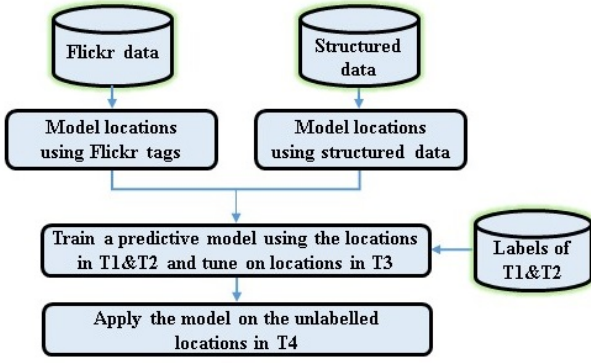 Flickr data
Structured
data
Model locations
using Flickr tags
Model locations
using structured data
Train a predictive model using the locations
in T1&T2 and tune on locations in T3
Labels of
T1&T2
Apply the model on the unlabelled
locations in T4